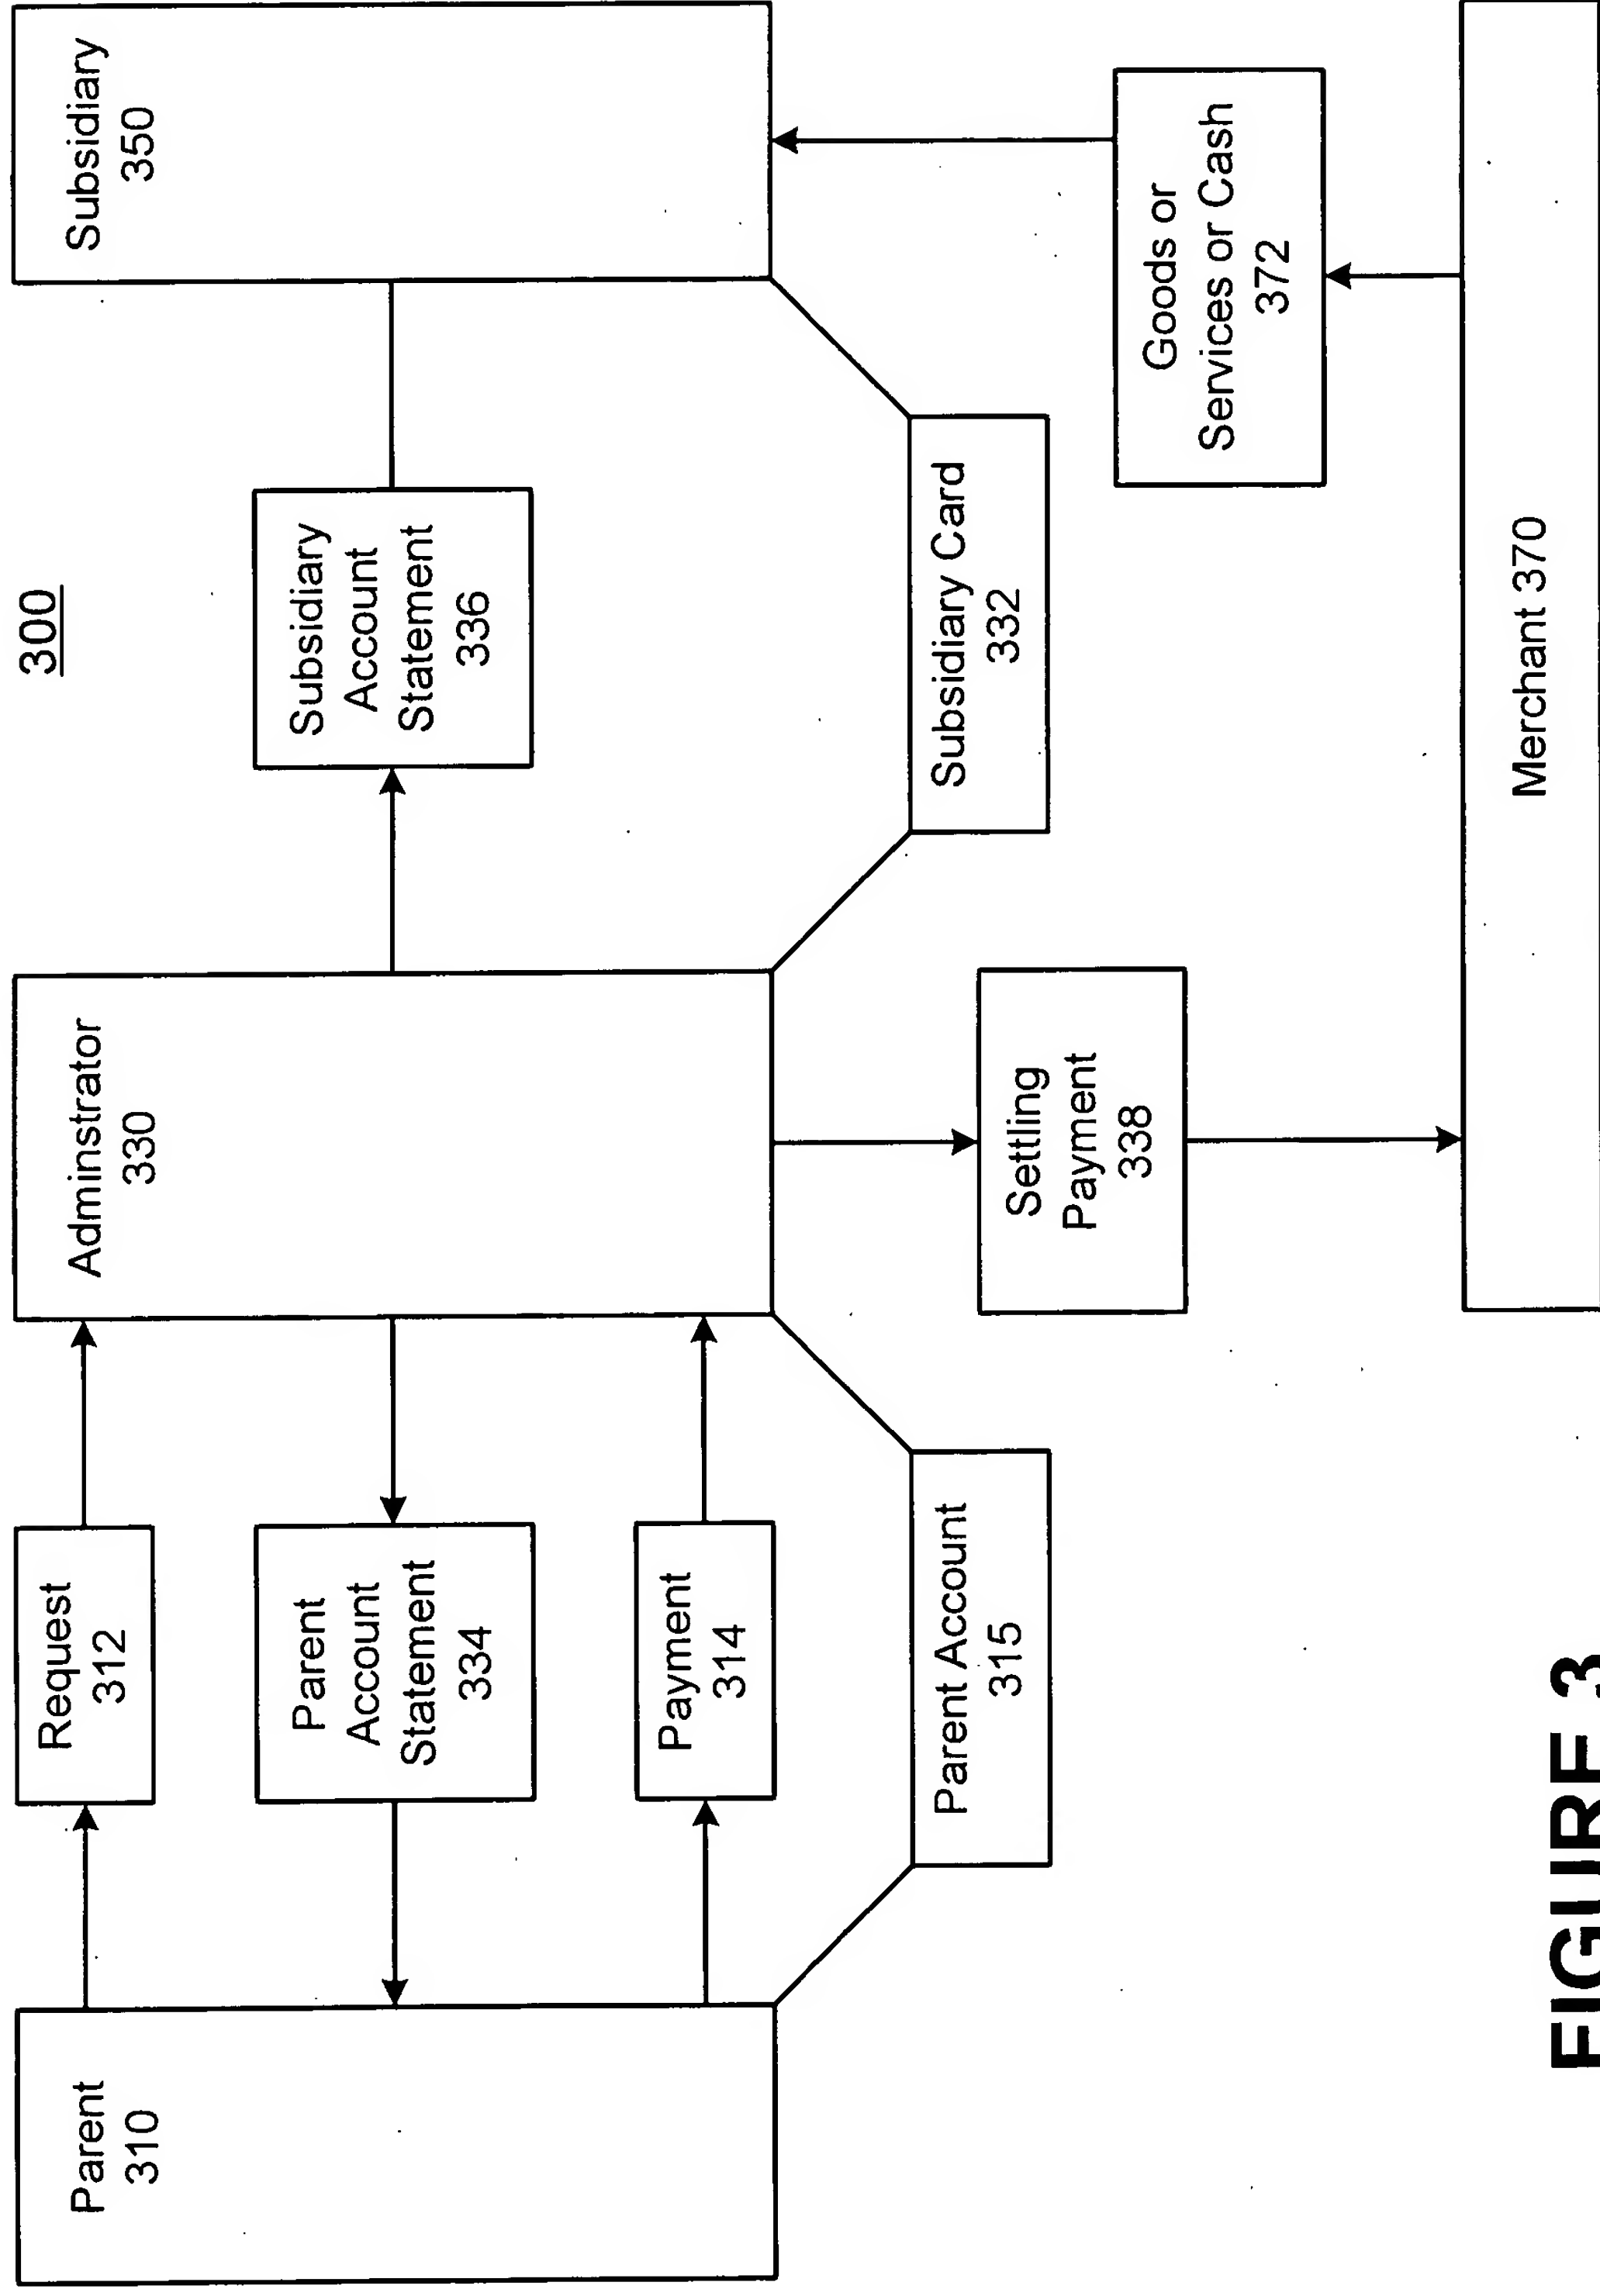 300
Parent
310
Request
312
Parent
Account
Statement
334
Payment
314
Parent Account
315
Adminstrator
330
Subsidiary
Account
Statement
336
Subsidiary
350
Subsidiary Card
332
Settling
Payment
338
Goods or
Services or Cash
372
Merchant 370
FIGURE 3